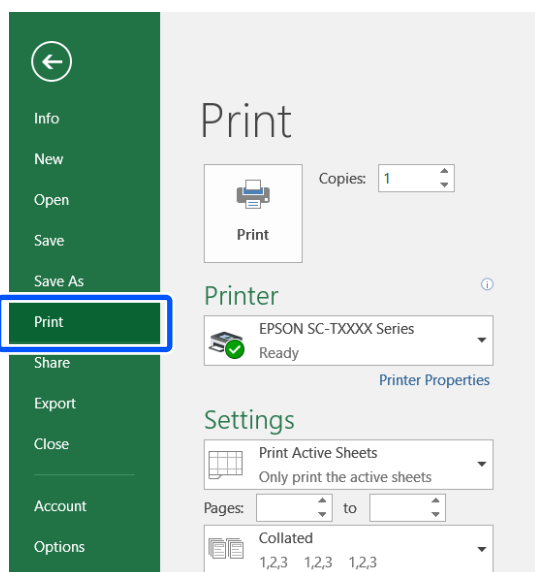 Info
New
Open
Save
Save As
Print
Share
Export
Close
Account
Options
Print
Copies: 1
Print
Printer
EPSON SC-TXXXX Series
Ready
Printer Properties
Settings
Print Active Sheets
Only print the active sheets
Pages: to
Collated
1,2,3 1,2,3 1,2,3